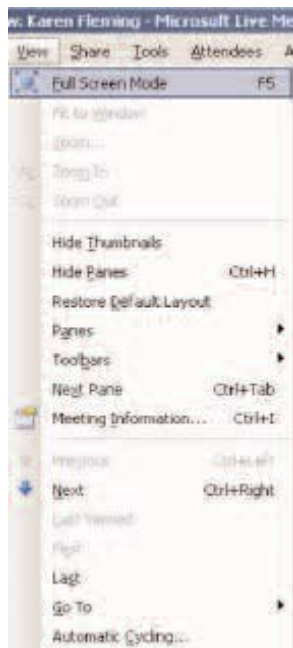 w: Karen Fleming - Microsoft Live Me
View Share Tools Attendees A
Full Screen Mode F5
Fit to Window
Zoom...
Zoom In
Zoom Out
Hide Thumbnails
Hide Panes Ctrl+H
Restore Default Layout
Panes
Toolbars
Next Pane Ctrl+Tab
Meeting Information... Ctrl+I
Previous Ctrl+Left
Next Ctrl+Right
Last Viewed
First
Last
Go To
Automatic Cycling...